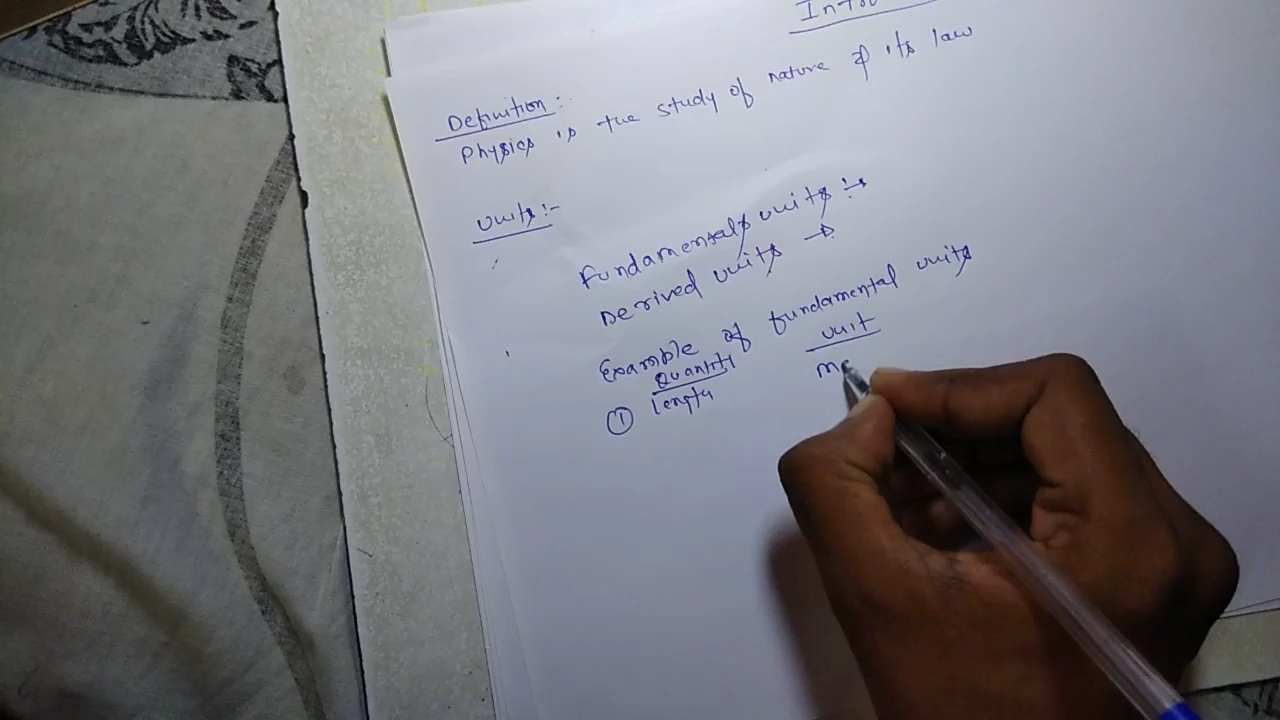 Definition:
Physics is the study of nature & its law
Units:-
Fundamentals units :→
Derived units →
Example of fundamental units
Quantity unit
① length me